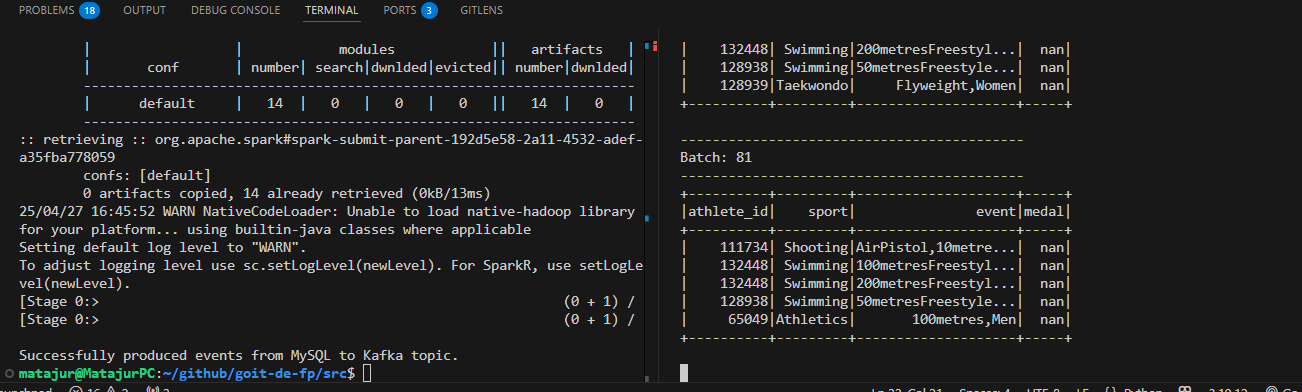 PROBLEMS 18 OUTPUT DEBUG CONSOLE TERMINAL PORTS 3 GITLENS
| | modules || artifacts |
| conf | number| search|dwnlded|evicted|| number|dwnlded|
---------------------------------------------------------------------
| default | 14 | 0 | 0 | 0 || 14 | 0 |
---------------------------------------------------------------------
:: retrieving :: org.apache.spark#spark-submit-parent-192d5e58-2a11-4532-adef-
a35fba778059
confs: [default]
0 artifacts copied, 14 already retrieved (0kB/13ms)
25/04/27 16:45:52 WARN NativeCodeLoader: Unable to load native-hadoop library
for your platform... using builtin-java classes where applicable
Setting default log level to "WARN".
To adjust logging level use sc.setLogLevel(newLevel). For SparkR, use setLogLe
vel(newLevel).
[Stage 0:> (0 + 1) /
[Stage 0:> (0 + 1) /
Successfully produced events from MySQL to Kafka topic.
matajur@MatajurPC:~/github/goit-de-fp/src$
| 132448| Swimming|200metresFreestyl...| nan|
| 128938| Swimming|50metresFreestyle...| nan|
| 128939|Taekwondo| Flyweight,Women| nan|
+----------+---------+--------------------+-----+
-------------------------------------------
Batch: 81
-------------------------------------------
+----------+---------+--------------------+-----+
|athlete_id| sport| event|medal|
+----------+---------+--------------------+-----+
| 111734| Shooting|AirPistol,10metre...| nan|
| 132448| Swimming|100metresFreestyl...| nan|
| 132448| Swimming|200metresFreestyl...| nan|
| 128938| Swimming|50metresFreestyle...| nan|
| 65049|Athletics| 100metres,Men| nan|
+----------+---------+--------------------+-----+